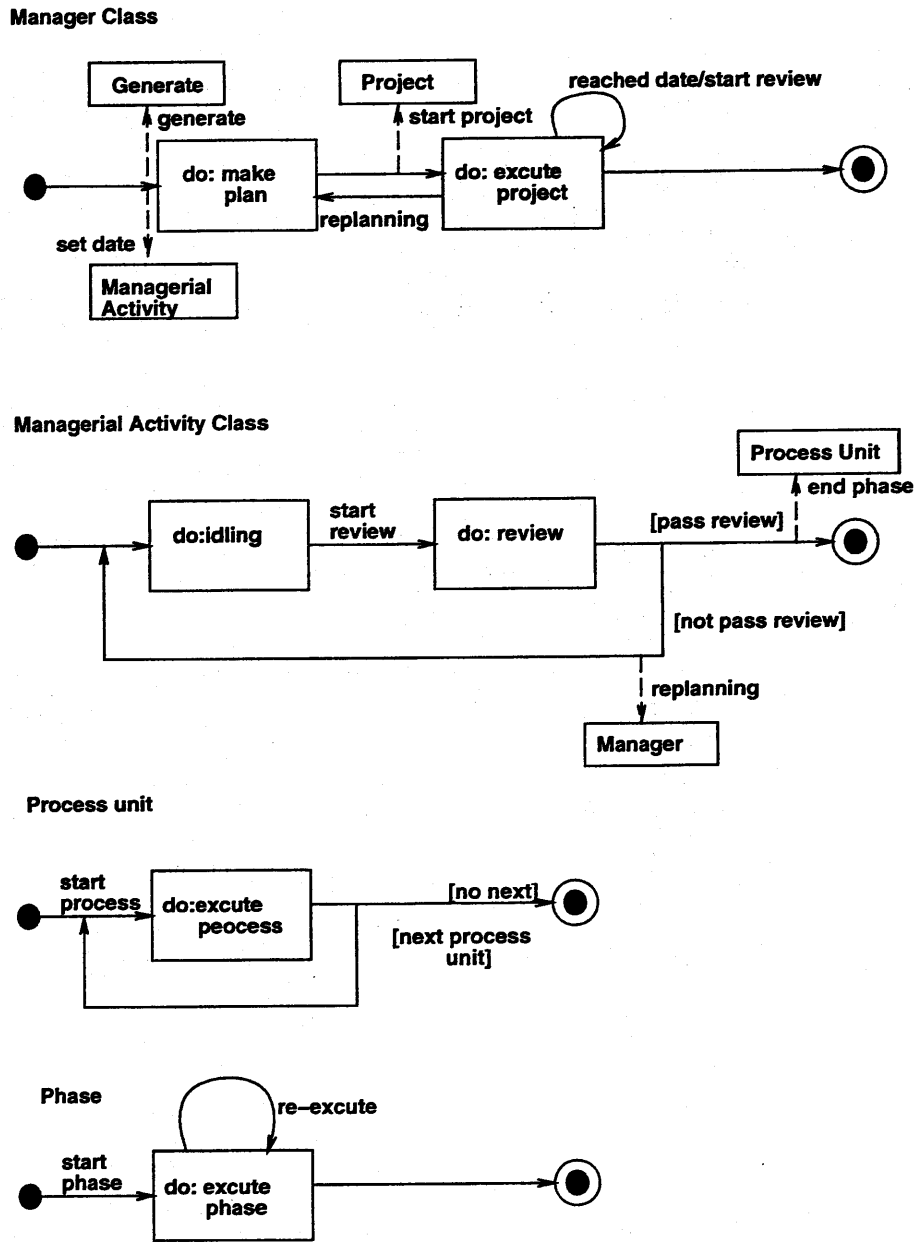 Manager Class
Generate
Project
reached date/start review
generate
start project
do: make
plan
do: excute
project
replanning
set date
Managerial
Activity
Managerial Activity Class
Process Unit
end phase
do:idling
start
review
do: review
[pass review]
[not pass review]
replanning
Manager
Process unit
start
process
do:excute
peocess
[no next]
[next process
unit]
Phase
re-excute
start
phase
do: excute
phase